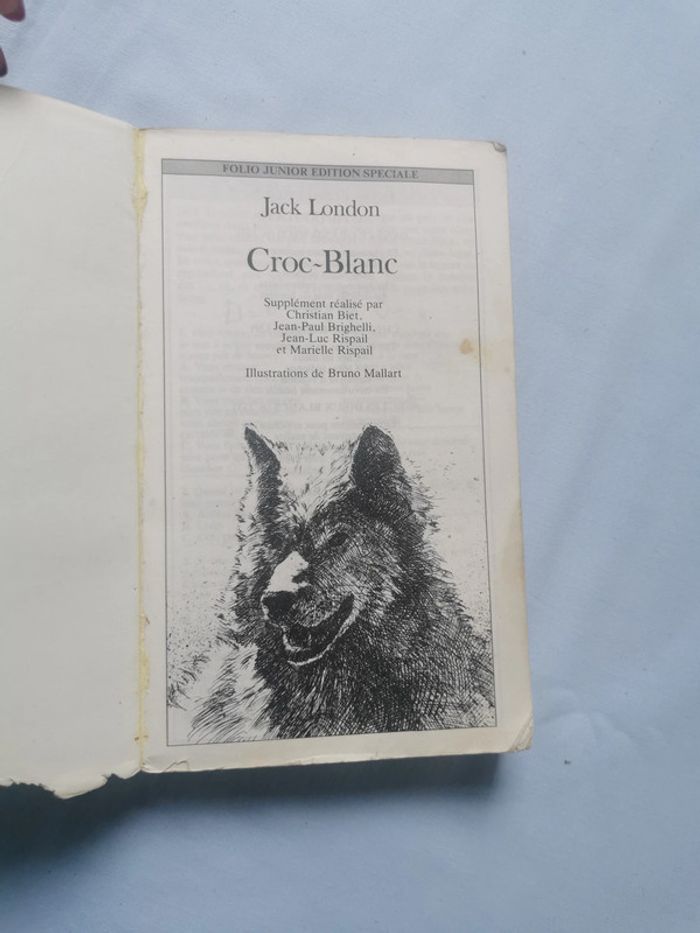 FOLIO JUNIOR EDITION SPECIALE
Jack London
Croc-Blanc
Supplément réalisé par
Christian Biet,
Jean-Paul Brighelli,
Jean-Luc Rispail
et Marielle Rispail
Illustrations de Bruno Mallart